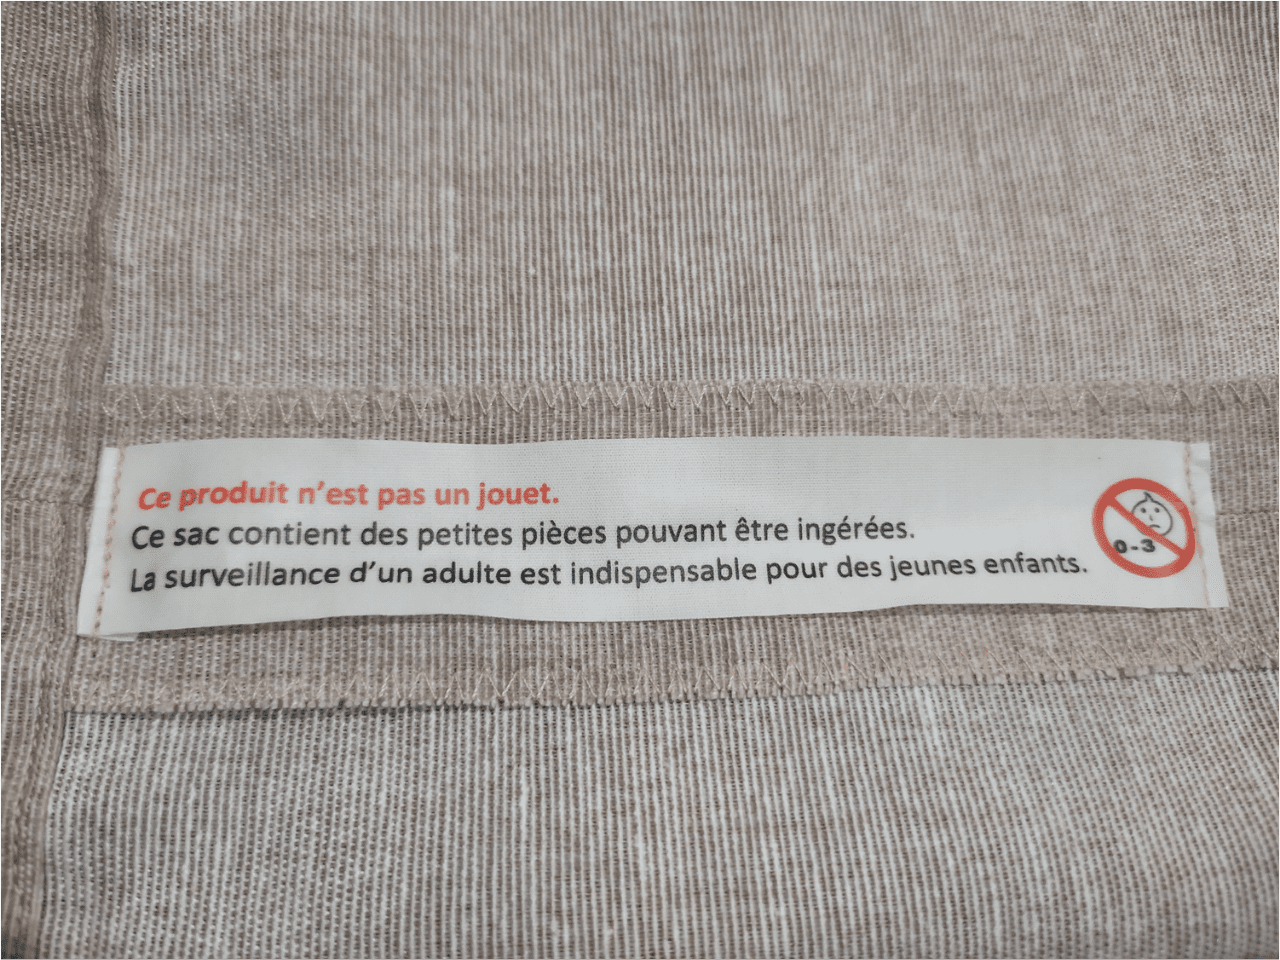 Ce produit n'est pas un jouet.
Ce sac contient des petites pièces pouvant être ingérées.
La surveillance d'un adulte est indispensable pour des jeunes enfants.
0-3